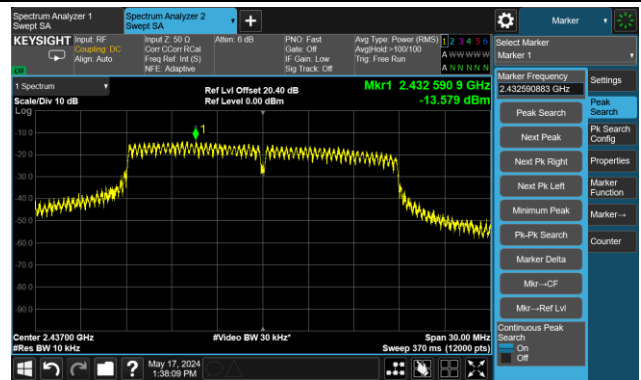 Spectrum Analyzer 1
Swept SA
Spectrum Analyzer 2
Swept SA
Marker
KEYSIGHT
Input: RF
Coupling: DC
Align: Auto
Input Z: 50 Ω
Corr CCorr RCal
Freq Ref: Int (S)
NFE: Adaptive
Atten: 6 dB
PNO: Fast
Gate: Off
IF Gain: Low
Sig Track: Off
Avg Type: Power (RMS)
Avg|Hold:>100/100
Trig: Free Run
1 2 3 4 5 6
A W W W W W
A N N N N N
Select Marker
Marker 1
1 Spectrum
Scale/Div 10 dB
Log
Ref Lvl Offset 20.40 dB
Ref Level 0.00 dBm
Mkr1 2.432 590 9 GHz
-13.579 dBm
1
-10.0
-20.0
-30.0
-40.0
-50.0
-60.0
-70.0
-80.0
-90.0
Center 2.43700 GHz
#Res BW 10 kHz
#Video BW 30 kHz*
Span 30.00 MHz
Sweep 370 ms (12000 pts)
Marker Frequency
2.432590883 GHz
Peak Search
Next Peak
Next Pk Right
Next Pk Left
Minimum Peak
Pk-Pk Search
Marker Delta
Mkr→CF
Mkr→Ref Lvl
Continuous Peak
Search
On
Off
Settings
Peak
Search
Pk Search
Config
Properties
Marker
Function
Marker→
Counter
May 17, 2024
1:38:09 PM